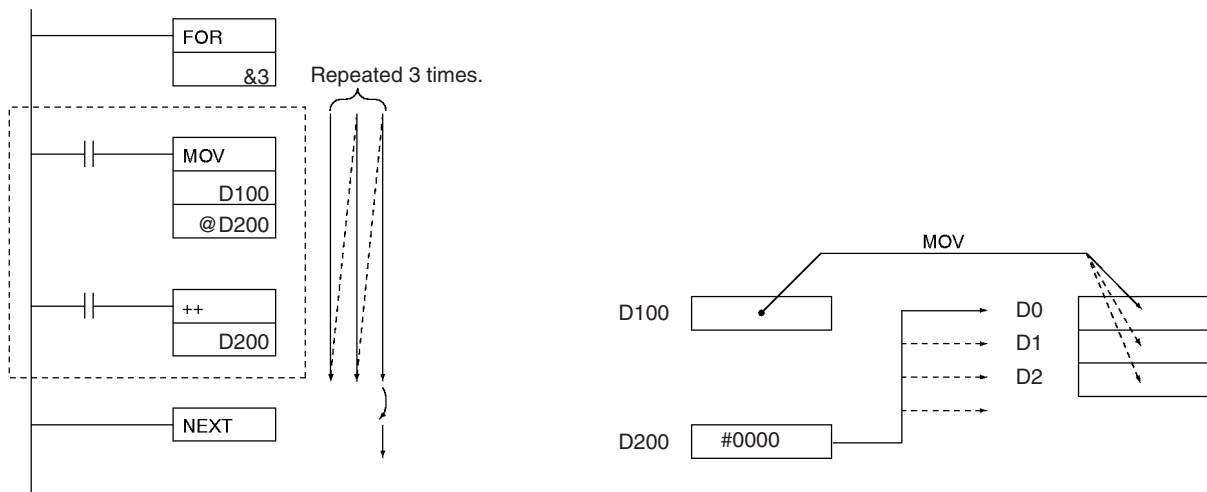 FOR
&3
Repeated 3 times.
MOV
D100
@D200
++
D200
NEXT
MOV
D100
D0
D1
D2
D200
#0000